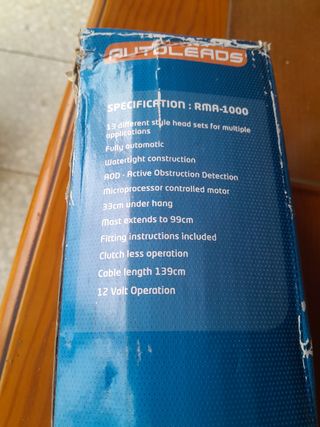 AUTOLEADS
SPECIFICATION : RMA-1000
13 different style head sets for multiple
applications
Fully automatic
Watertight construction
AOD - Active Obstruction Detection
Microprocessor controlled motor
33cm under hang
Mast extends to 99cm
Fitting instructions included
Clutch less operation
Cable length 139cm
12 Volt Operation